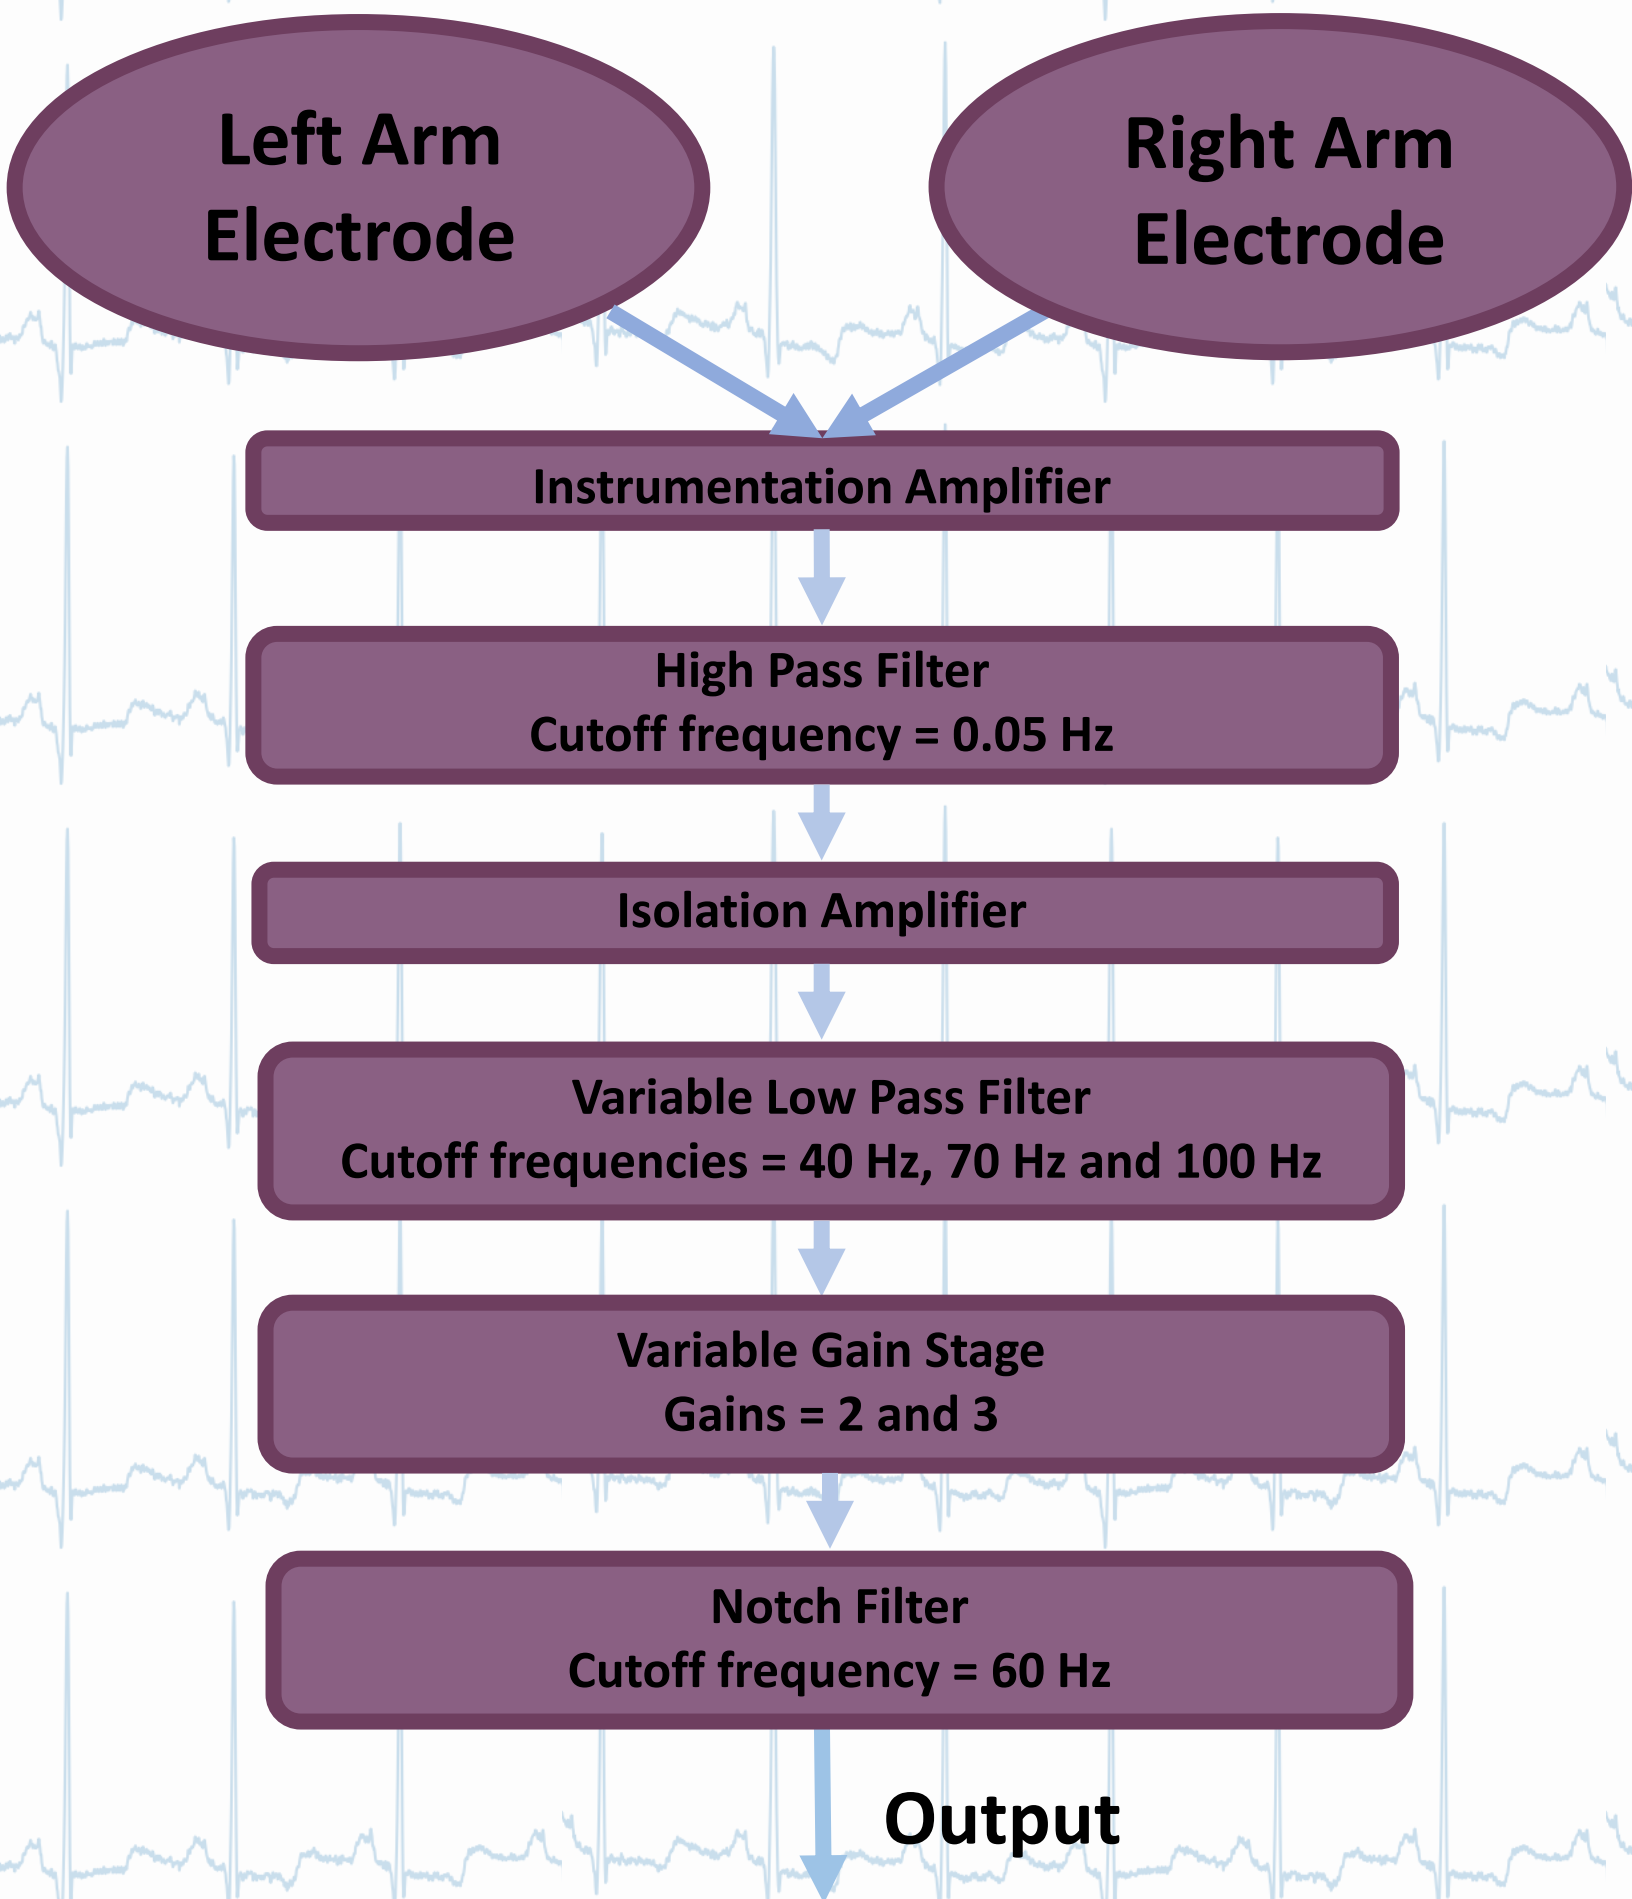 Left Arm
Electrode
Right Arm
Electrode
Instrumentation Amplifier
High Pass Filter
Cutoff frequency = 0.05 Hz
Isolation Amplifier
Variable Low Pass Filter
Cutoff frequencies = 40 Hz, 70 Hz and 100 Hz
Variable Gain Stage
Gains = 2 and 3
Notch Filter
Cutoff frequency = 60 Hz
Output